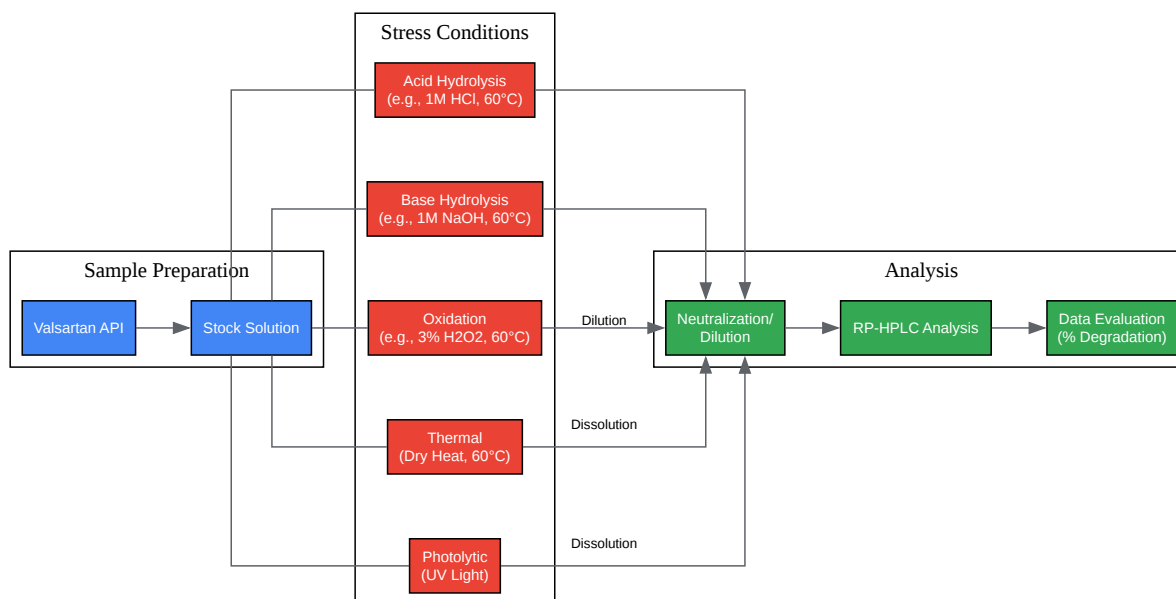 Stress Conditions
Acid Hydrolysis
(e.g., 1M HCl, 60°C)
Base Hydrolysis
(e.g., 1M NaOH, 60°C)
Sample Preparation
Analysis
Valsartan API
Stock Solution
Oxidation
(e.g., 3% H2O2, 60°C)
Dilution
Neutralization/
Dilution
RP-HPLC Analysis
Data Evaluation
(% Degradation)
Thermal
(Dry Heat, 60°C)
Dissolution
Photolytic
(UV Light)
Dissolution